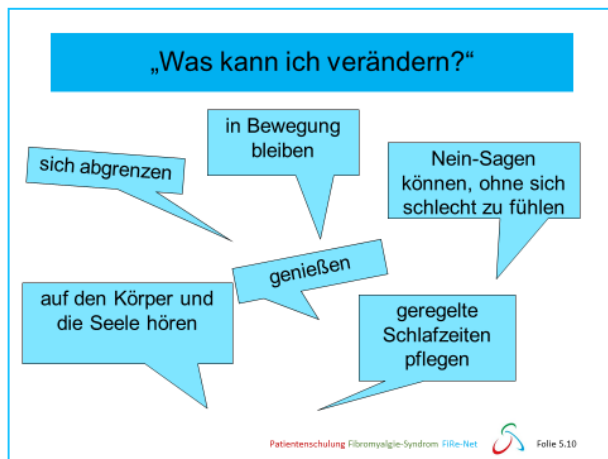 „Was kann ich verändern?“
in Bewegung
bleiben
sich abgrenzen
Nein-Sagen
können, ohne sich
schlecht zu fühlen
genießen
auf den Körper und
die Seele hören
geregelte
Schlafzeiten
pflegen
Patientenschulung Fibromyalgie-Syndrom FIRe-Net Folie 5.10